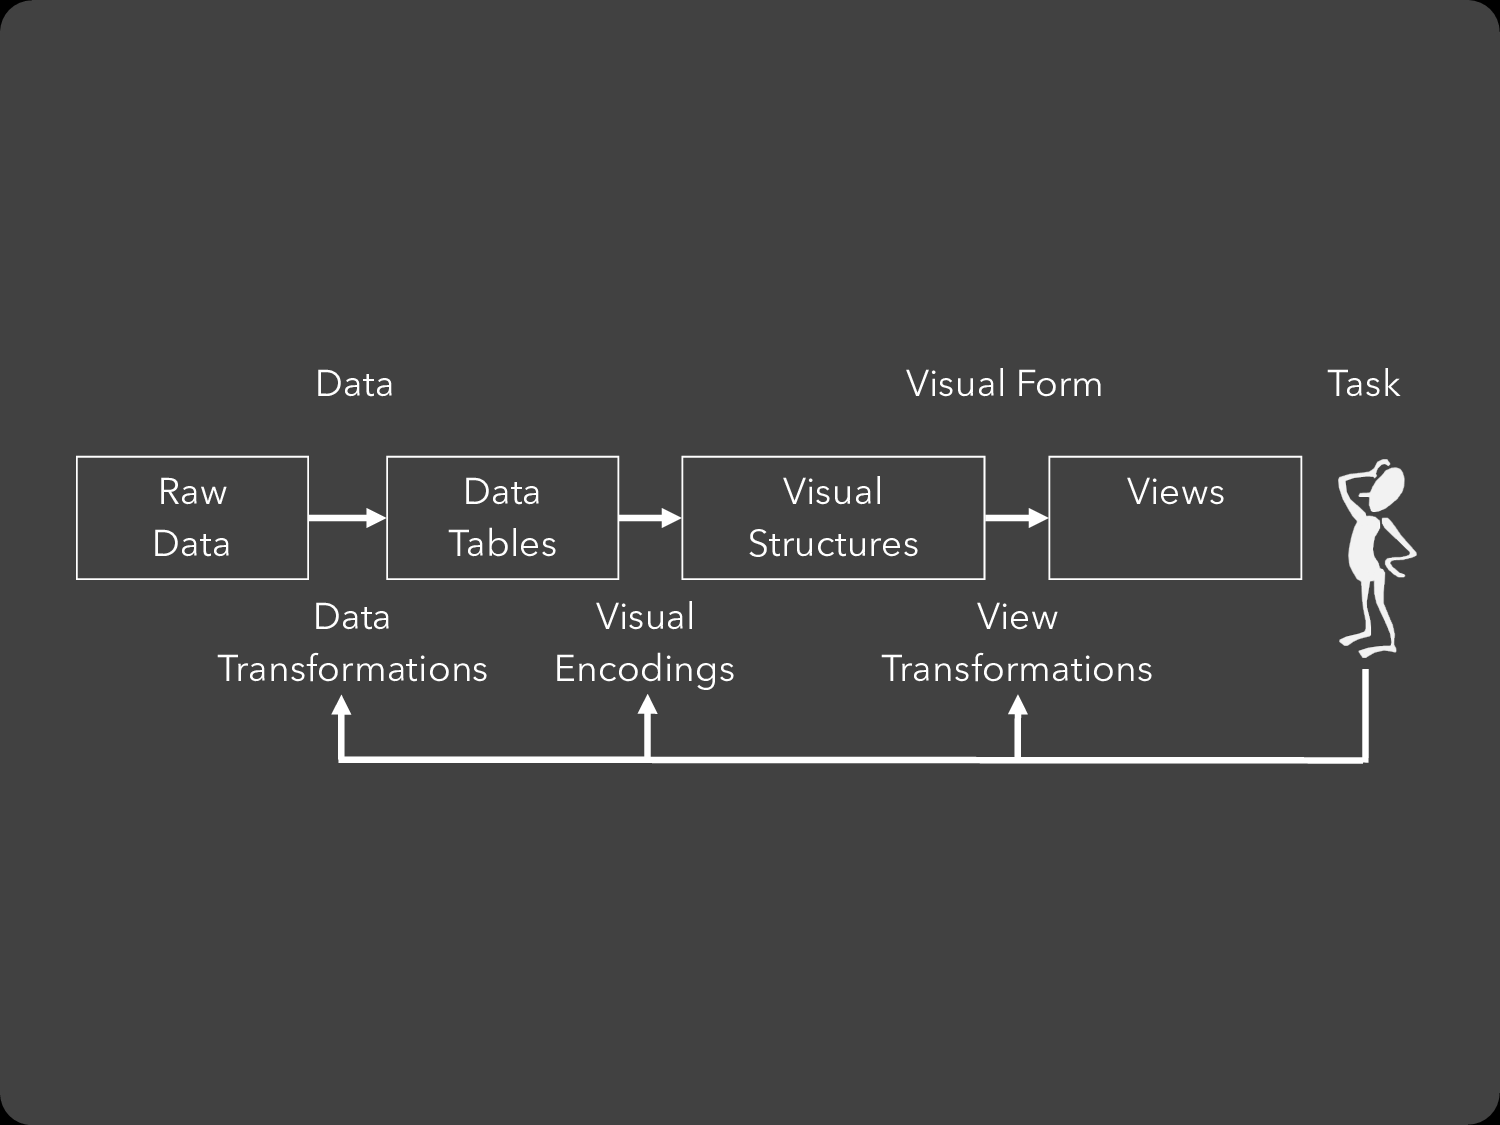 Data
Visual Form
Task
Raw
Data
Data
Tables
Visual
Structures
Views
Data
Transformations
Visual
Encodings
View
Transformations